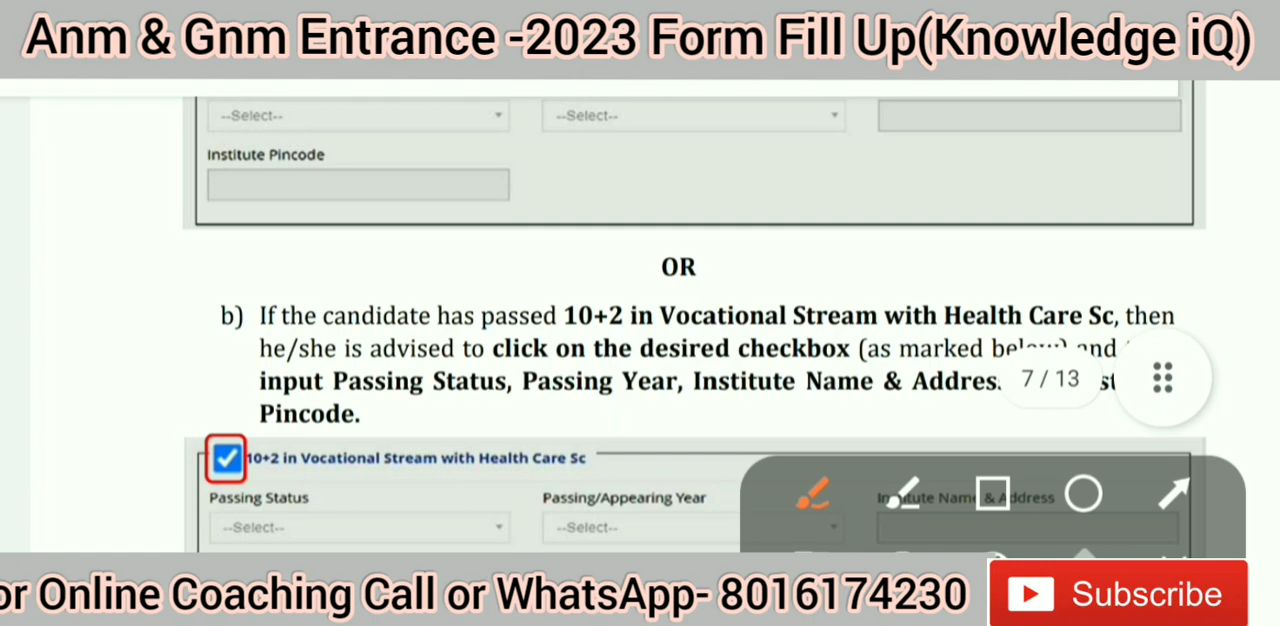 Anm & Gnm Entrance -2023 Form Fill Up(Knowledge iQ)
--Select-- --Select--
Institute Pincode
OR
b) If the candidate has passed 10+2 in Vocational Stream with Health Care Sc, then
he/she is advised to click on the desired checkbox (as marked and
input Passing Status, Passing Year, Institute Name & 7 / 13
Pincode.
10+2 in Vocational Stream with Health Care Sc
Passing Status Passing/Appearing Year Name & Address
--Select-- --Select--
Online Coaching Call or WhatsApp- 8016174230 Subscribe